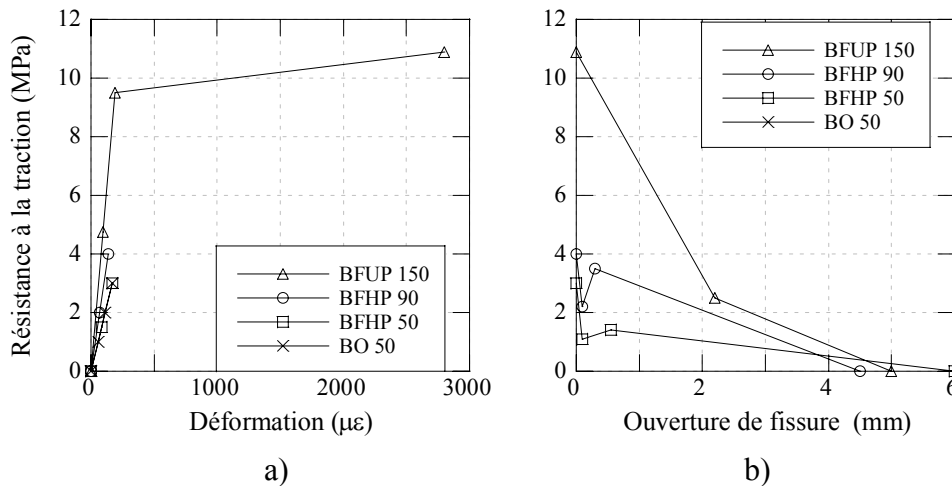 12
10
8
6
4
2
0
Résistance à la traction (MPa)
BFUP 150
BFHP 90
BFHP 50
BO 50
0
1000
2000
3000
Déformation (με)
a)
12
10
8
6
4
2
0
BFUP 150
BFHP 90
BFHP 50
BO 50
0
2
4
6
Ouverture de fissure (mm)
b)